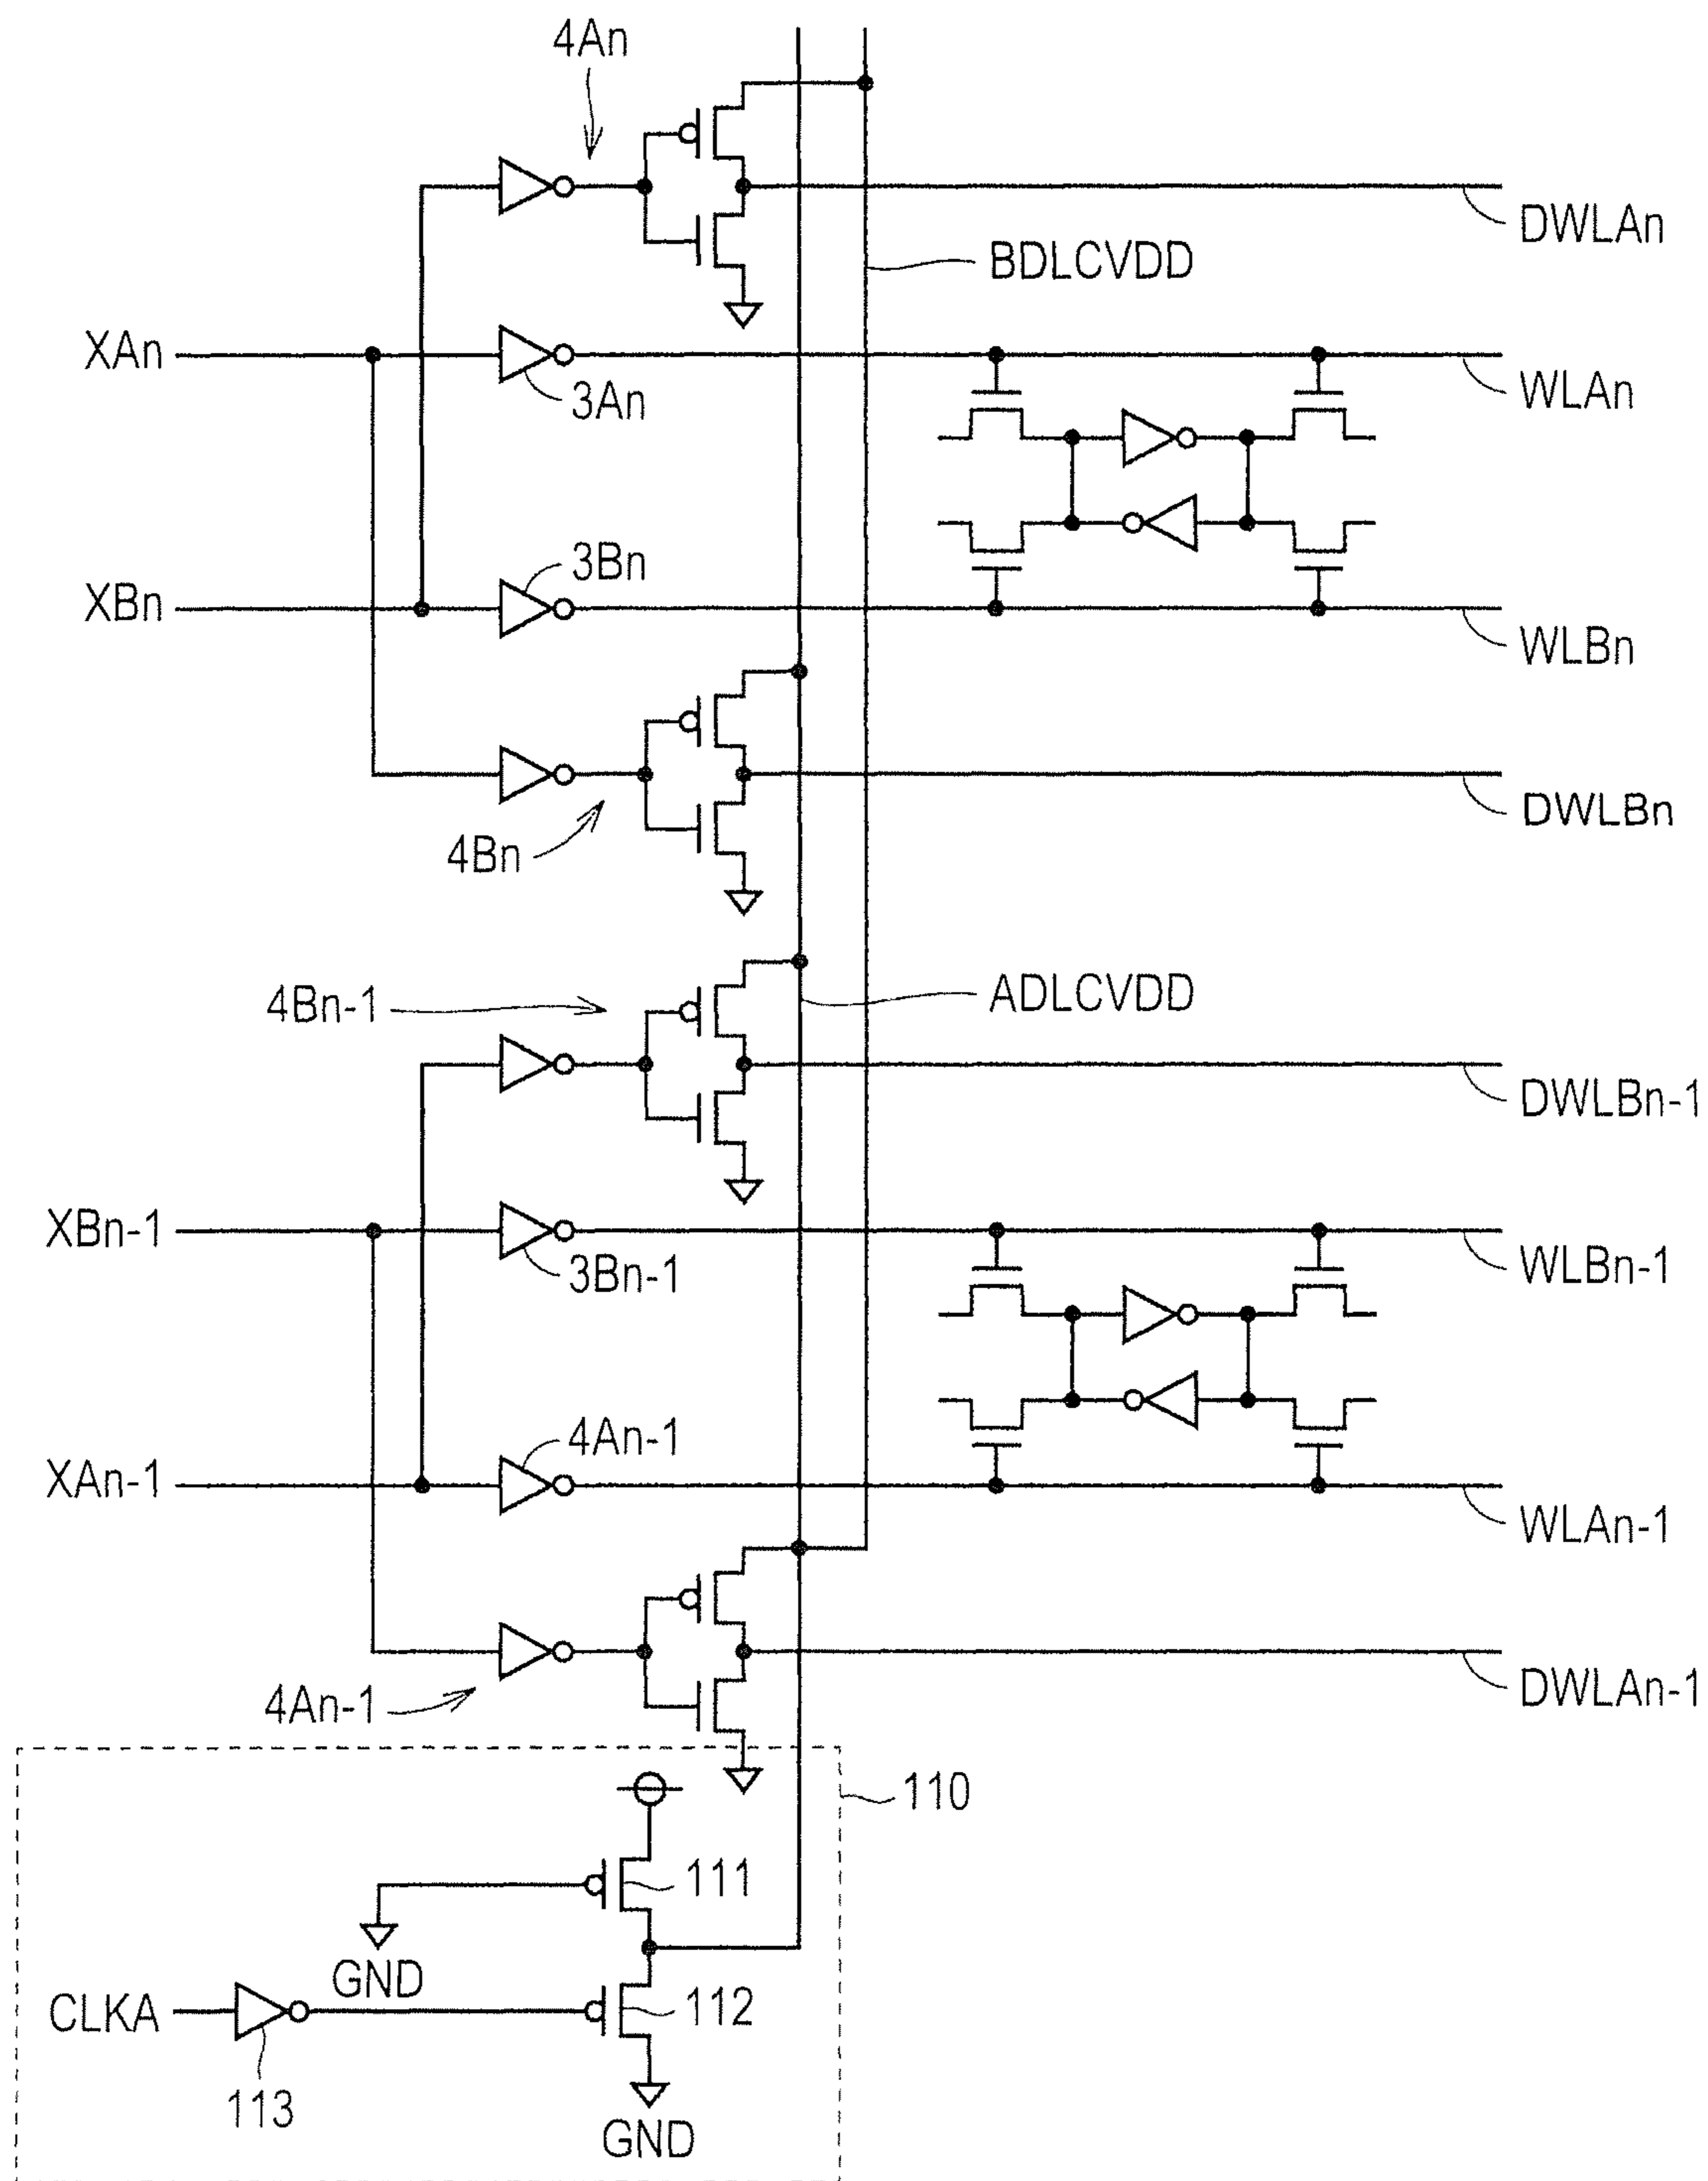 4An
DWLAn
BDLCVDD
XAn
3An
WLAn
3Bn
XBn
WLBn
DWLBn
4Bn
4Bn-1
ADLCVDD
DWLBn-1
XBn-1
3Bn-1
WLBn-1
4An-1
XAn-1
WLAn-1
4An-1
DWLAn-1
110
111
GND
CLKA
112
113
GND